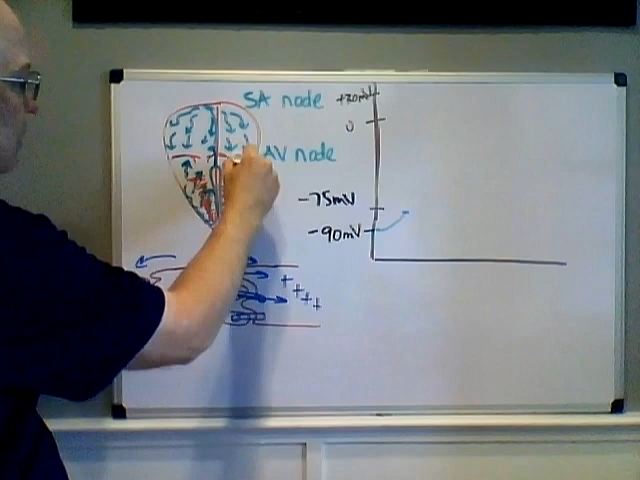 SA node
AV node
+20mV
0
-75mV
-90mV
+ + + +